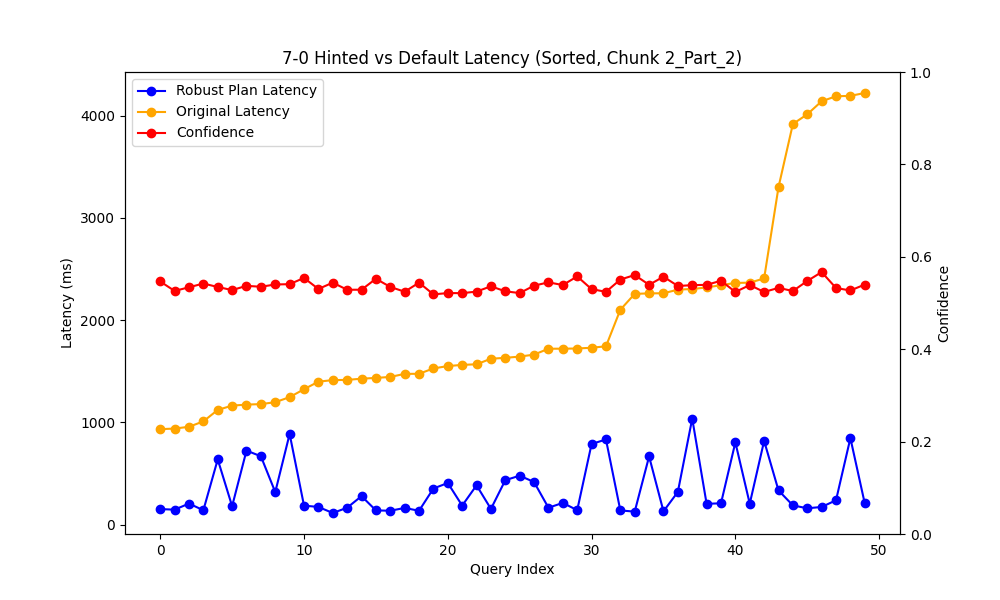 7-0 Hinted vs Default Latency (Sorted, Chunk 2_Part_2)
Robust Plan Latency
Original Latency
Confidence
Latency (ms)
4000
3000
2000
1000
0
1.0
0.8
0.6
0.4
0.2
0.0
Confidence
0 10 20 30 40 50
Query Index